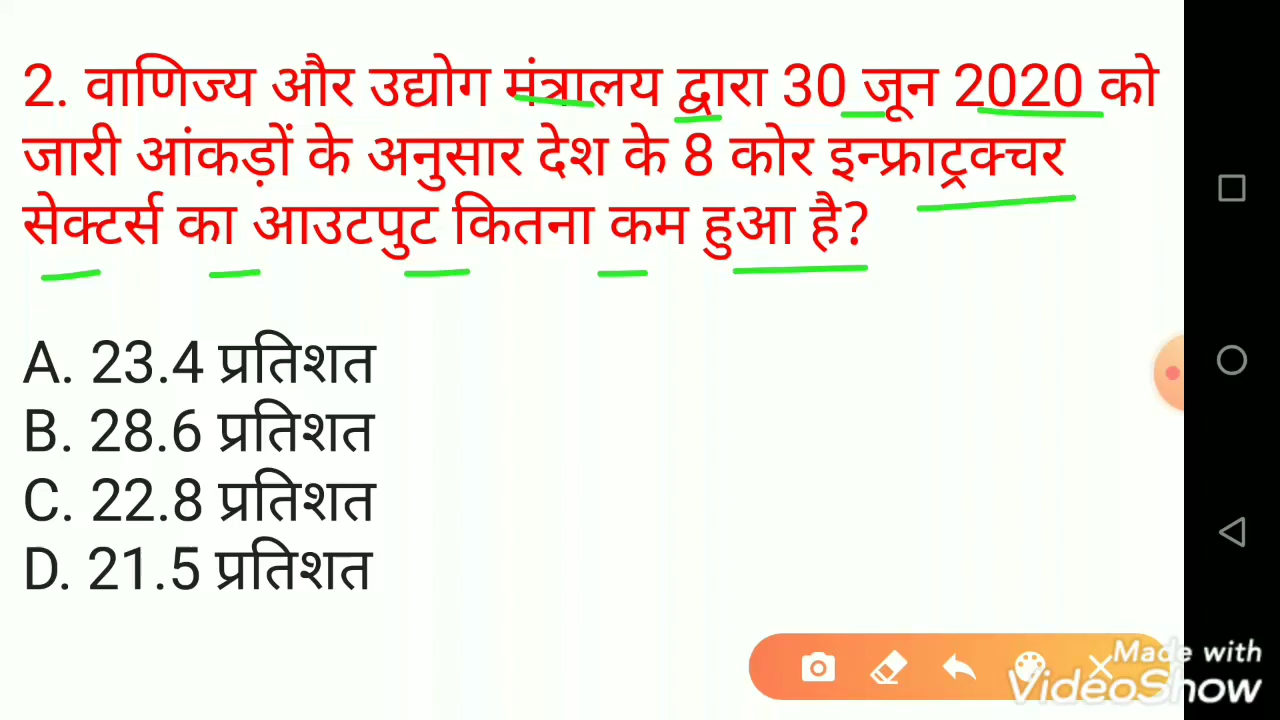 2. वाणिज्य और उद्योग मंत्रालय द्वारा 30 जून 2020 को
जारी आंकड़ों के अनुसार देश के 8 कोर इन्फ्राट्रक्चर
सेक्टर्स का आउटपुट कितना कम हुआ है?
A. 23.4 प्रतिशत
B. 28.6 प्रतिशत
C. 22.8 प्रतिशत
D. 21.5 प्रतिशत
Made with
VideoShow